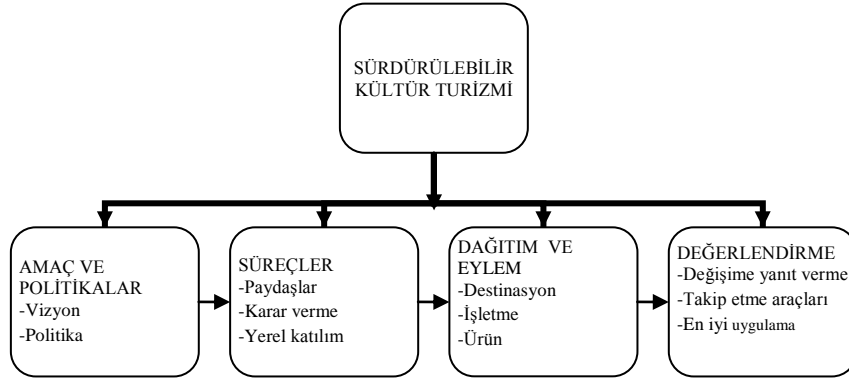 SÜRDÜRÜLEBİLİR
KÜLTÜR TURİZMİ
AMAÇ VE
POLİTİKALAR
-Vizyon
-Politika
SÜREÇLER
-Paydaşlar
-Karar verme
-Yerel katılım
DAĞITIM VE
EYLEM
-Destinasyon
-İşletme
-Ürün
DEĞERLENDİRME
-Değişime yanıt verme
-Takip etme araçları
-En iyi uygulama